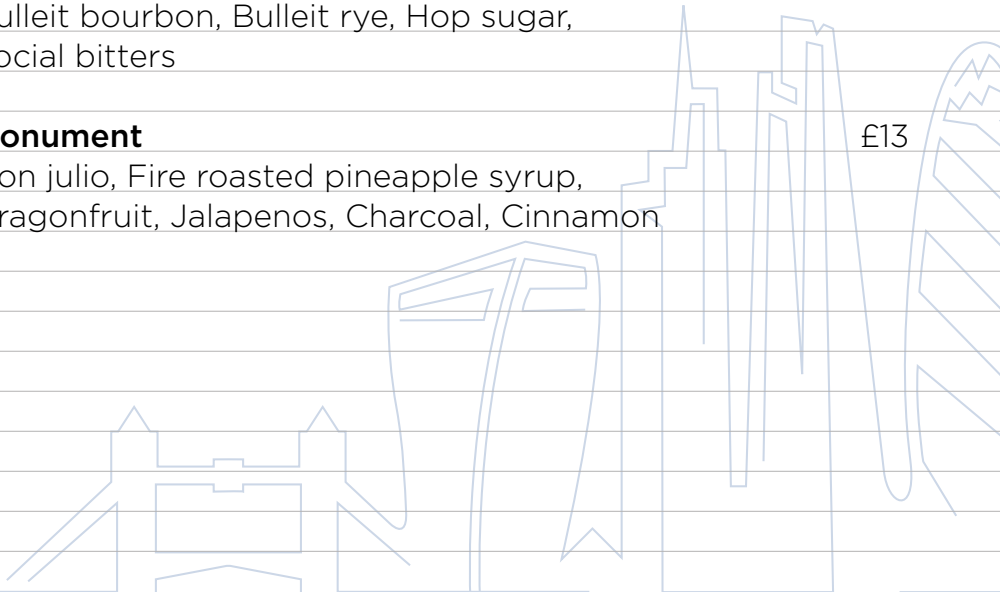 ulleit bourbon, Bulleit rye, Hop sugar,
ocial bitters
onument £13
on julio, Fire roasted pineapple syrup,
ragonfruit, Jalapenos, Charcoal, Cinnamon